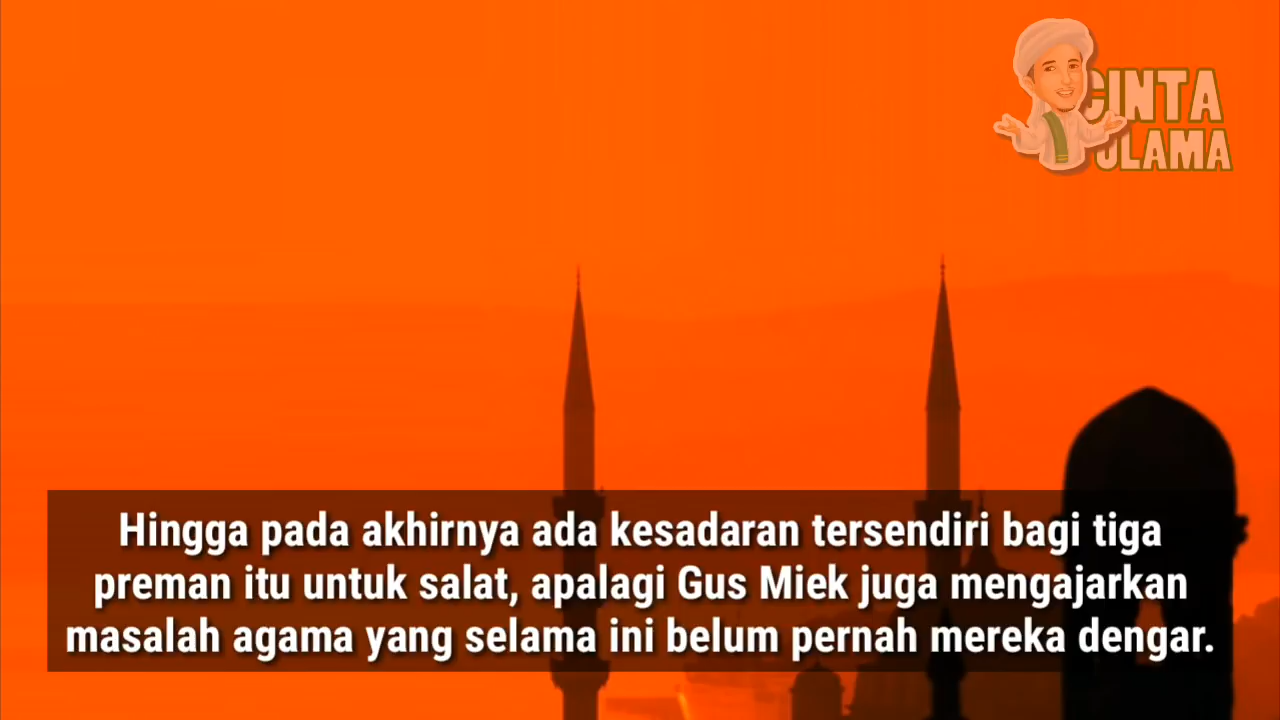 CINTA
ULAMA
Hingga pada akhirnya ada kesadaran tersendiri bagi tiga
preman itu untuk salat, apalagi Gus Miek juga mengajarkan
masalah agama yang selama ini belum pernah mereka dengar.